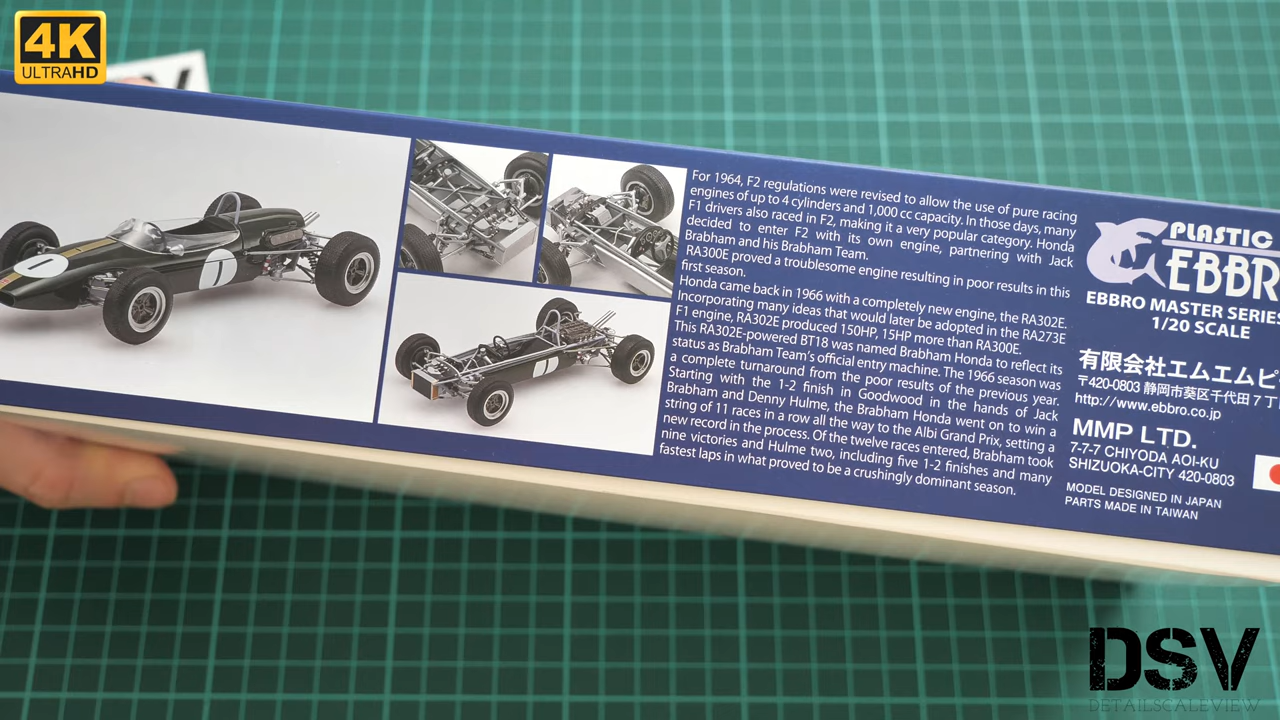 4K
ULTRAHD
1
1
1
For 1964, F2 regulations were revised to allow the use of pure racing
engines of up to 4 cylinders and 1,000 cc capacity. In those days, many
F1 drivers also raced in F2, making it a very popular category. Honda
decided to enter F2 with its own engine, partnering with Jack
Brabham and his Brabham Team.
RA300E proved a troublesome engine resulting in poor results in this
first season.
Honda came back in 1966 with a completely new engine, the RA302E.
Incorporating many ideas that would later be adopted in the RA273E
F1 engine, RA302E produced 150HP, 15HP more than RA300E.
This RA302E-powered BT18 was named Brabham Honda to reflect its
status as Brabham Team's official entry machine. The 1966 season was
a complete turnaround from the poor results of the previous year.
Starting with the 1-2 finish in Goodwood in the hands of Jack
Brabham and Denny Hulme, the Brabham Honda went on to win a
string of 11 races in a row all the way to the Albi Grand Prix, setting a
new record in the process. Of the twelve races entered, Brabham took
nine victories and Hulme two, including five 1-2 finishes and many
fastest laps in what proved to be a crushingly dominant season.
PLASTIC
EBBR
EBBRO MASTER SERIES
1/20 SCALE
有限会社エムエムピ
〒420-0803 静岡市葵区千代田7丁
http://www.ebbro.co.jp
MMP LTD.
7-7-7 CHIYODA AOI-KU
SHIZUOKA-CITY 420-0803
MODEL DESIGNED IN JAPAN
PARTS MADE IN TAIWAN
DSV
DETAILSCALEVIEW